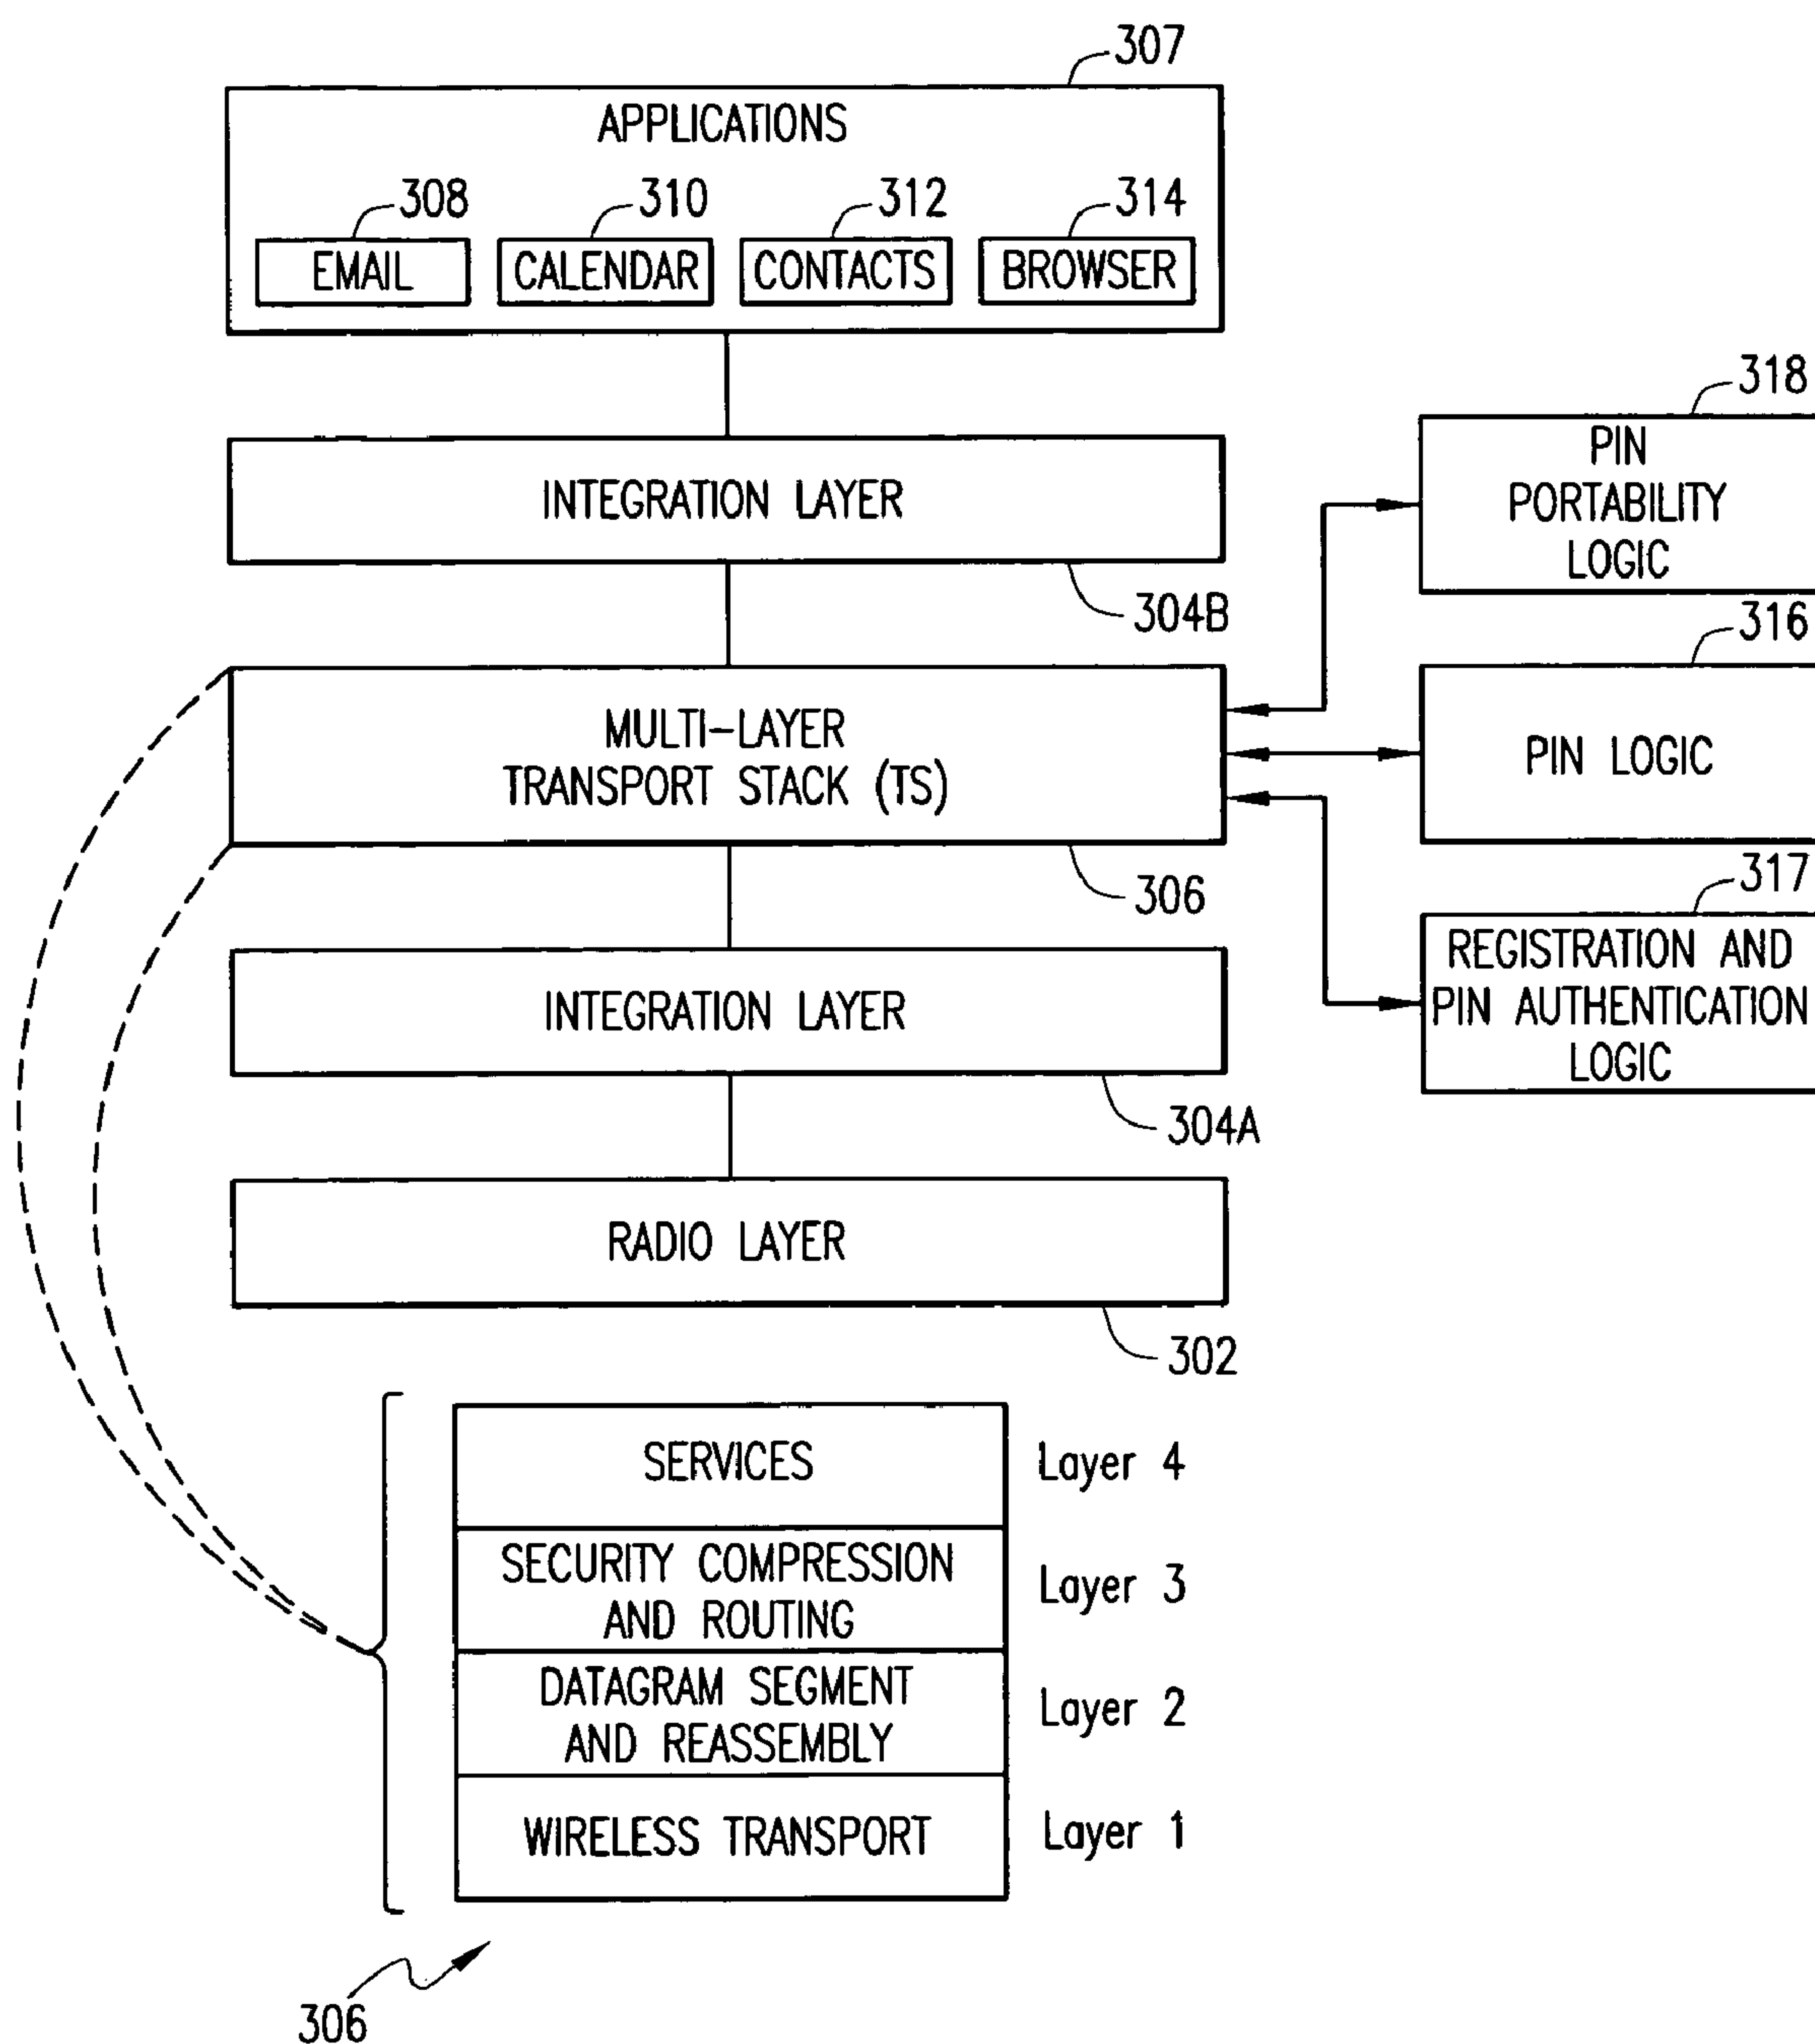 307
APPLICATIONS
308
310
312
314
EMAIL
CALENDAR
CONTACTS
BROWSER
318
PIN
PORTABILITY
LOGIC
INTEGRATION LAYER
304B
316
MULTI-LAYER
TRANSPORT STACK (TS)
PIN LOGIC
306
317
REGISTRATION AND
PIN AUTHENTICATION
LOGIC
INTEGRATION LAYER
304A
RADIO LAYER
302
SERVICES
Layer 4
SECURITY COMPRESSION
AND ROUTING
Layer 3
DATAGRAM SEGMENT
AND REASSEMBLY
Layer 2
WIRELESS TRANSPORT
Layer 1
306